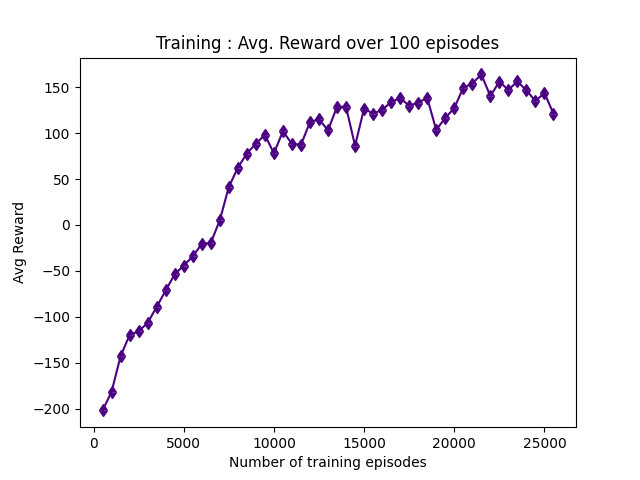 Training : Avg. Reward over 100 episodes
150
100
50
0
−50
−100
−150
−200
Avg Reward
0 5000 10000 15000 20000 25000
Number of training episodes